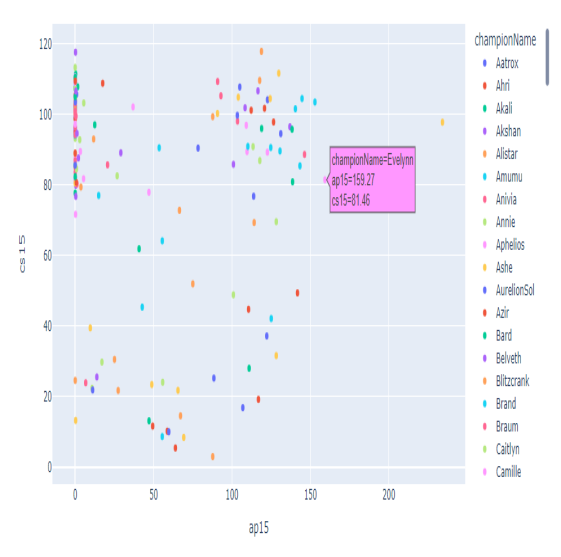 championName
120
100
80
60
40
20
0
cs15
0
50
100
150
200
ap15
championName=Evelynn
ap15=159.27
cs15=81.46
Aatrox
Ahri
Akali
Akshan
Alistar
Amumu
Anivia
Annie
Aphelios
Ashe
AurelionSol
Azir
Bard
Belveth
Blitzcrank
Brand
Braum
Caitlyn
Camille